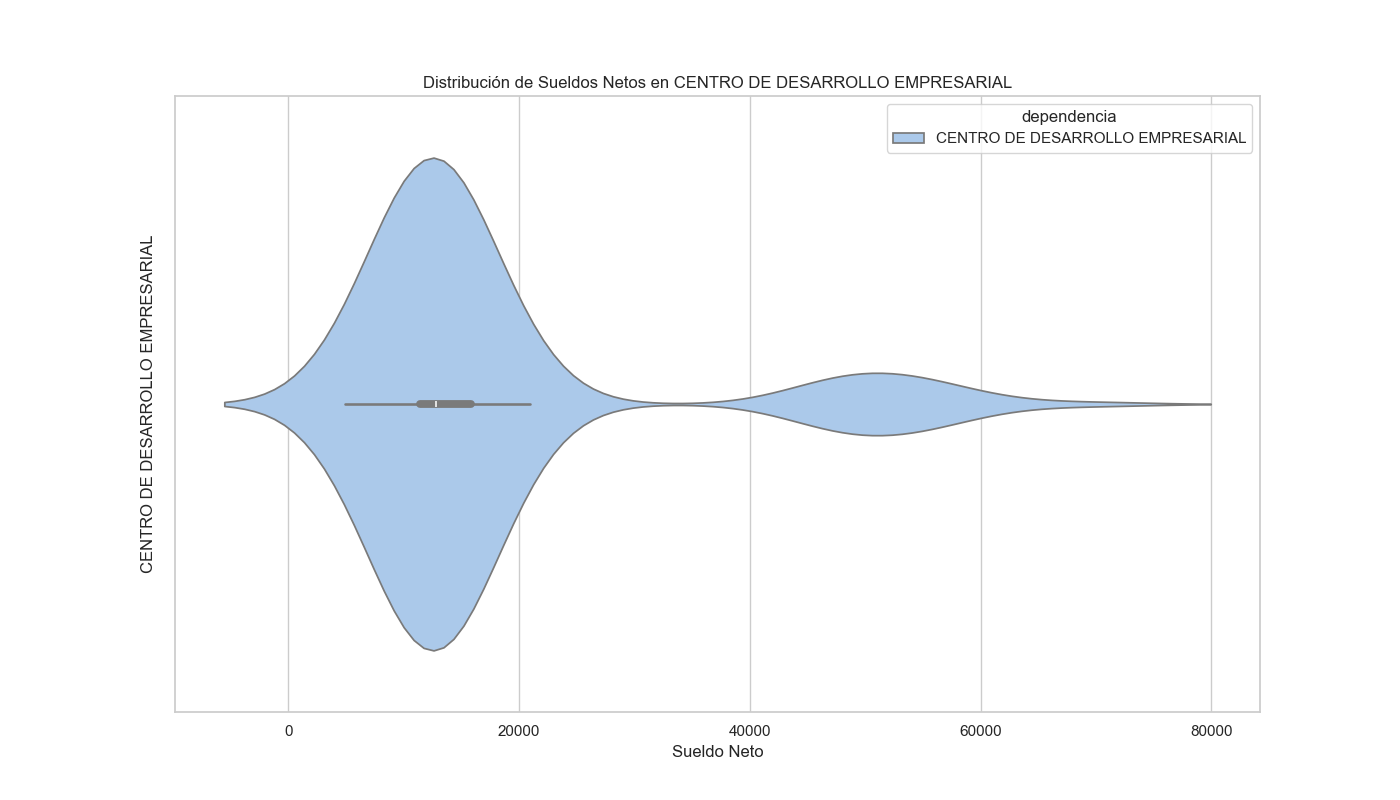 Distribución de Sueldos Netos en CENTRO DE DESARROLLO EMPRESARIAL
dependencia
CENTRO DE DESARROLLO EMPRESARIAL
CENTRO DE DESARROLLO EMPRESARIAL
0
20000
40000
60000
80000
Sueldo Neto